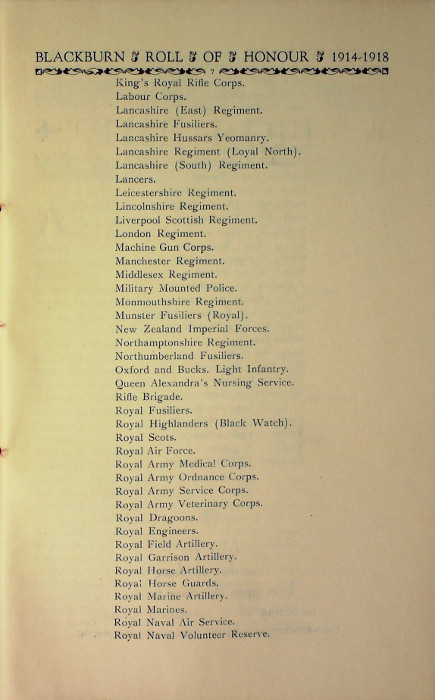 BLACKBURN ROLL OF HONOUR 1914-1918
7
King's Royal Rifle Corps.
Labour Corps.
Lancashire (East) Regiment.
Lancashire Fusiliers.
Lancashire Hussars Yeomanry.
Lancashire Regiment (Loyal North).
Lancashire (South) Regiment.
Lancers.
Leicestershire Regiment.
Lincolnshire Regiment.
Liverpool Scottish Regiment.
London Regiment.
Machine Gun Corps.
Manchester Regiment.
Middlesex Regiment.
Military Mounted Police.
Monmouthshire Regiment.
Munster Fusiliers (Royal).
New Zealand Imperial Forces.
Northamptonshire Regiment.
Northumberland Fusiliers.
Oxford and Bucks. Light Infantry.
Queen Alexandra's Nursing Service.
Rifle Brigade.
Royal Fusiliers.
Royal Highlanders (Black Watch).
Royal Scots.
Royal Air Force.
Royal Army Medical Corps.
Royal Army Ordnance Corps.
Royal Army Service Corps.
Royal Army Veterinary Corps.
Royal Dragoons.
Royal Engineers.
Royal Field Artillery.
Royal Garrison Artillery.
Royal Horse Artillery.
Royal Horse Guards.
Royal Marine Artillery.
Royal Marines.
Royal Naval Air Service.
Royal Naval Volunteer Reserve.